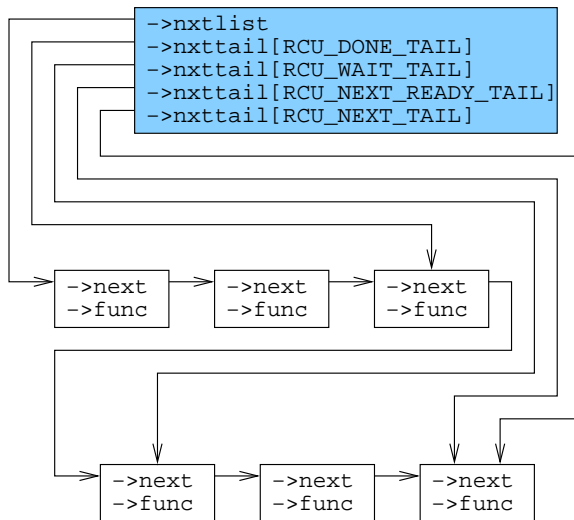 ->nxtlist
->nxttail[RCU_DONE_TAIL]
->nxttail[RCU_WAIT_TAIL]
->nxttail[RCU_NEXT_READY_TAIL]
->nxttail[RCU_NEXT_TAIL]
->next
->func
->next
->func
->next
->func
->next
->func
->next
->func
->next
->func